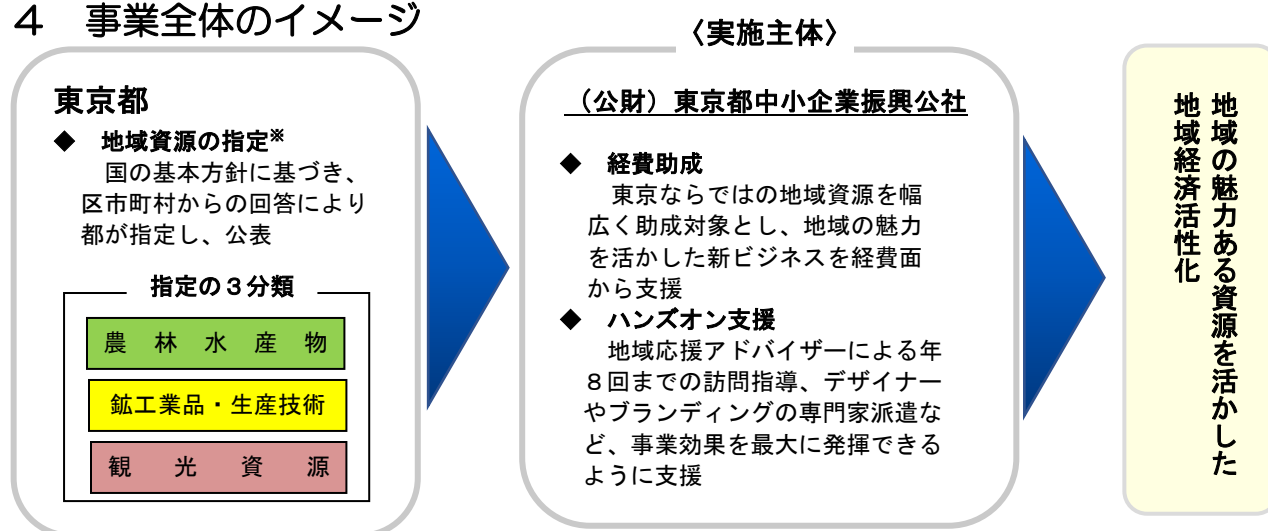 ４　事業全体のイメージ
東京都
◆　地域資源の指定※
国の基本方針に基づき、
区市町村からの回答により
都が指定し、公表
指定の３分類
農林水産物
鉱工業品・生産技術
観光資源
〈実施主体〉
（公財）東京都中小企業振興公社
◆　経費助成
東京ならではの地域資源を幅
広く助成対象とし、地域の魅力
を活かした新ビジネスを経費面
から支援
◆　ハンズオン支援
地域応援アドバイザーによる年
８回までの訪問指導、デザイナー
やブランディングの専門家派遣な
ど、事業効果を最大に発揮できる
ように支援
地域の魅力ある資源を活かした
地域経済活性化